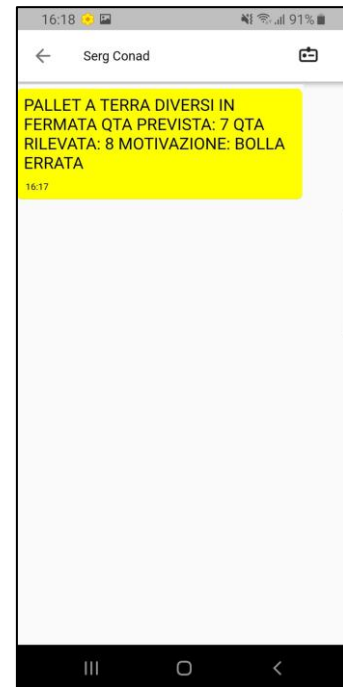 16:18 91%
Serg Conad
PALLET A TERRA DIVERSI IN
FERMATA QTA PREVISTA: 7 QTA
RILEVATA: 8 MOTIVAZIONE: BOLLA
ERRATA
16:17